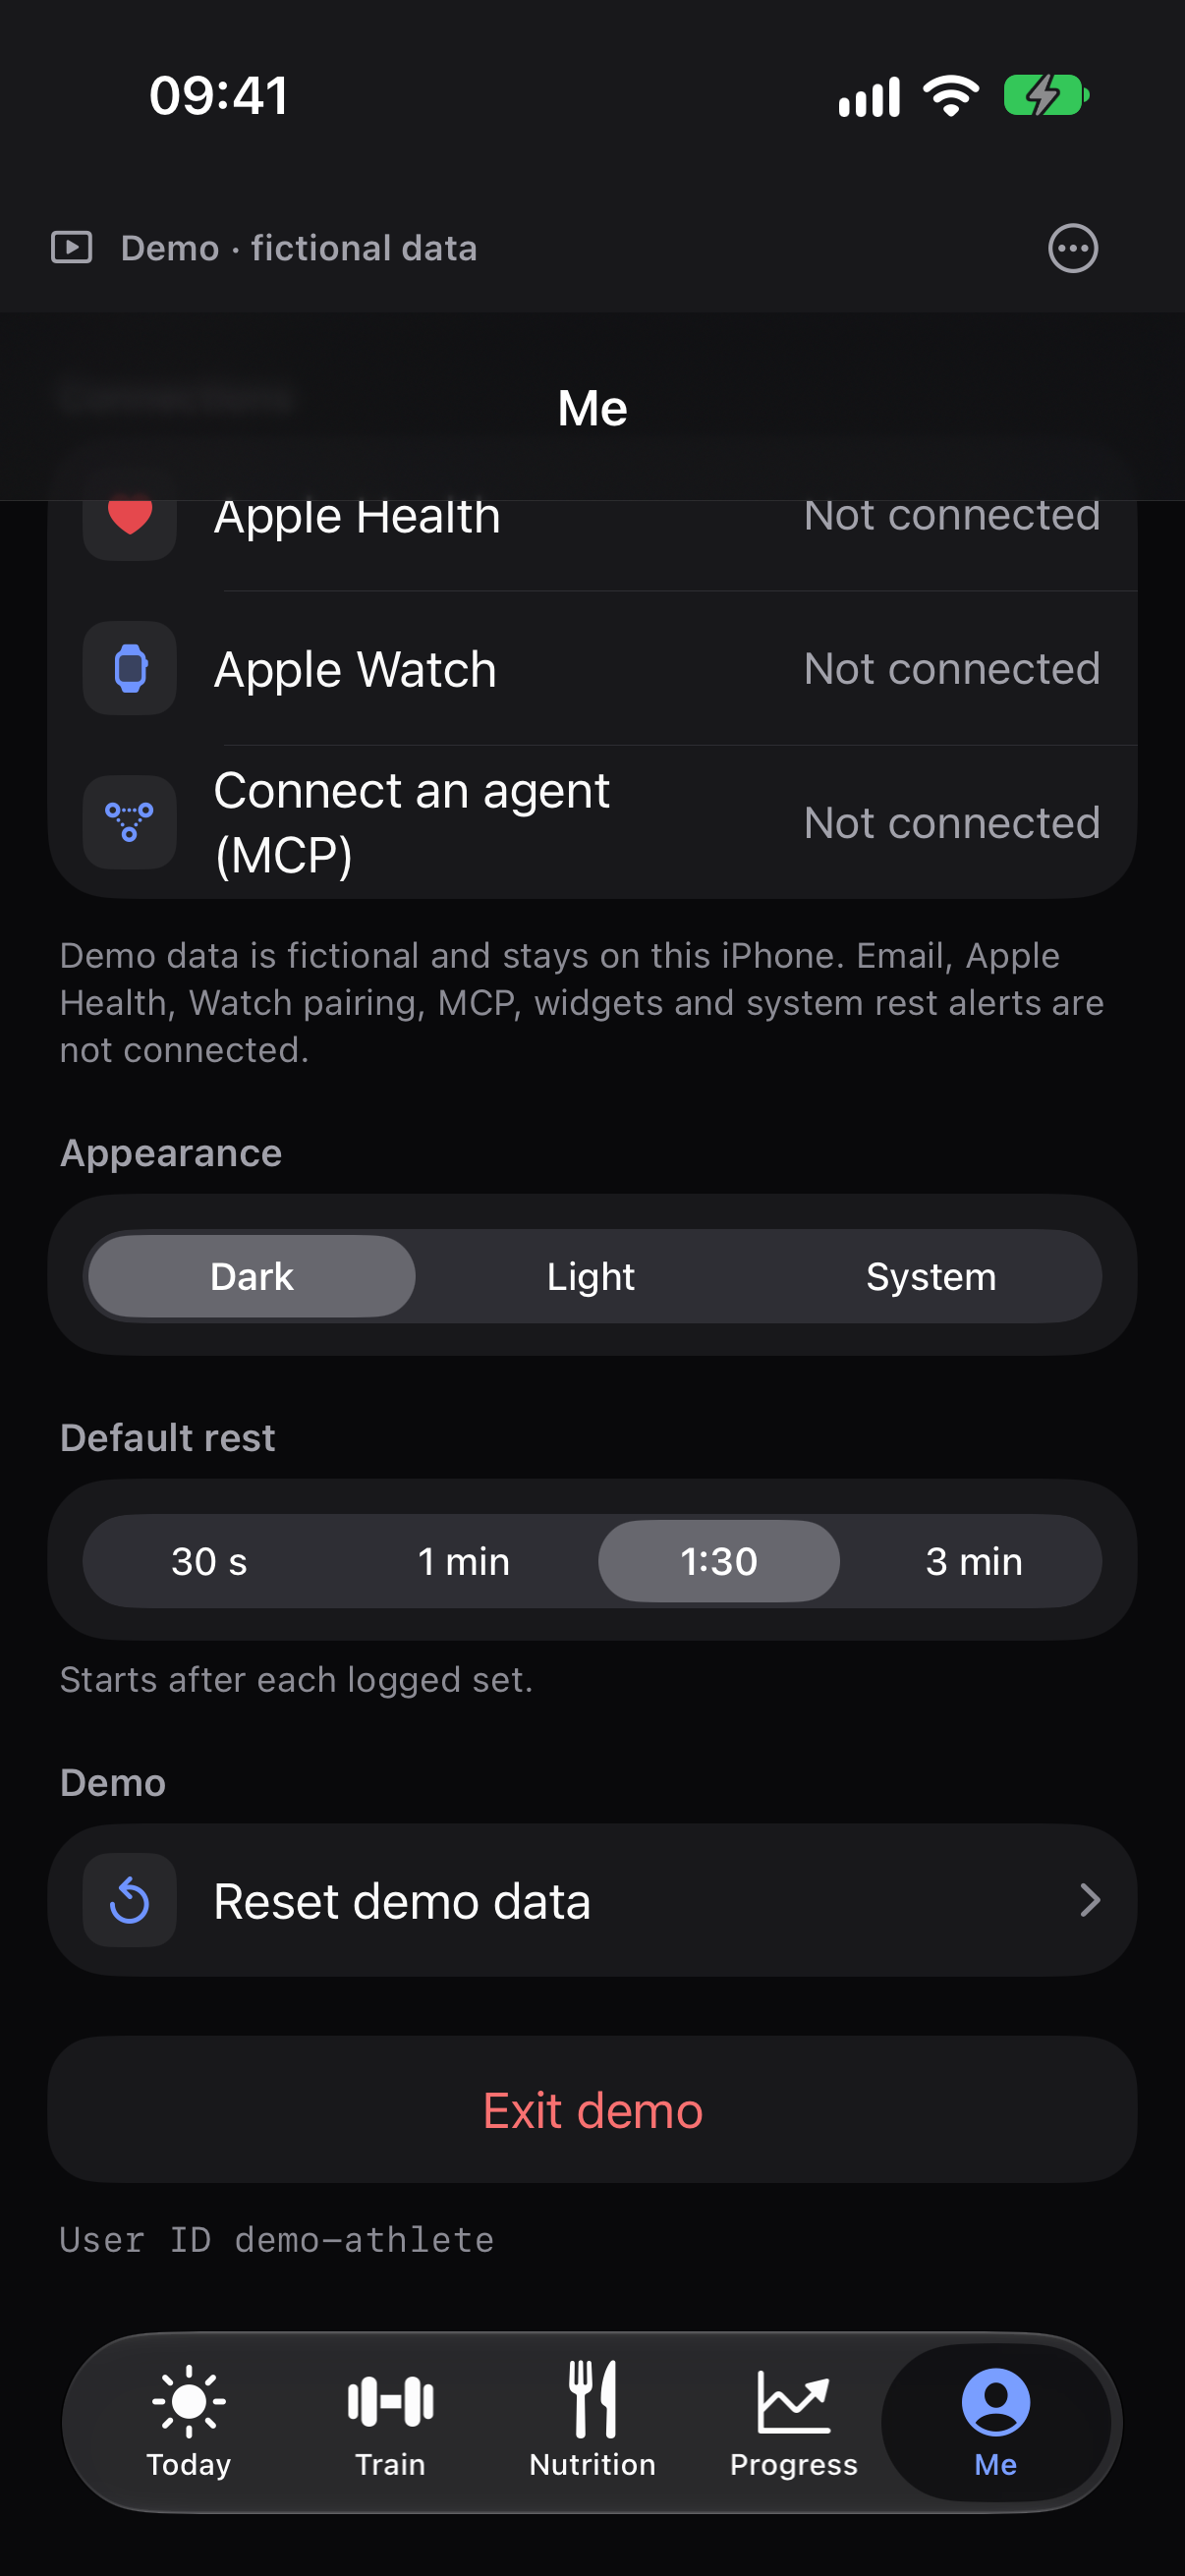 09:41
Demo · fictional data
Connections
Me
Apple Health
Not connected
Apple Watch
Not connected
Connect an agent
(MCP)
Not connected
Demo data is fictional and stays on this iPhone. Email, Apple
Health, Watch pairing, MCP, widgets and system rest alerts are
not connected.
Appearance
Dark
Light
System
Default rest
30 s
1 min
1:30
3 min
Starts after each logged set.
Demo
Reset demo data
Exit demo
User ID demo-athlete
Today
Train
Nutrition
Progress
Me